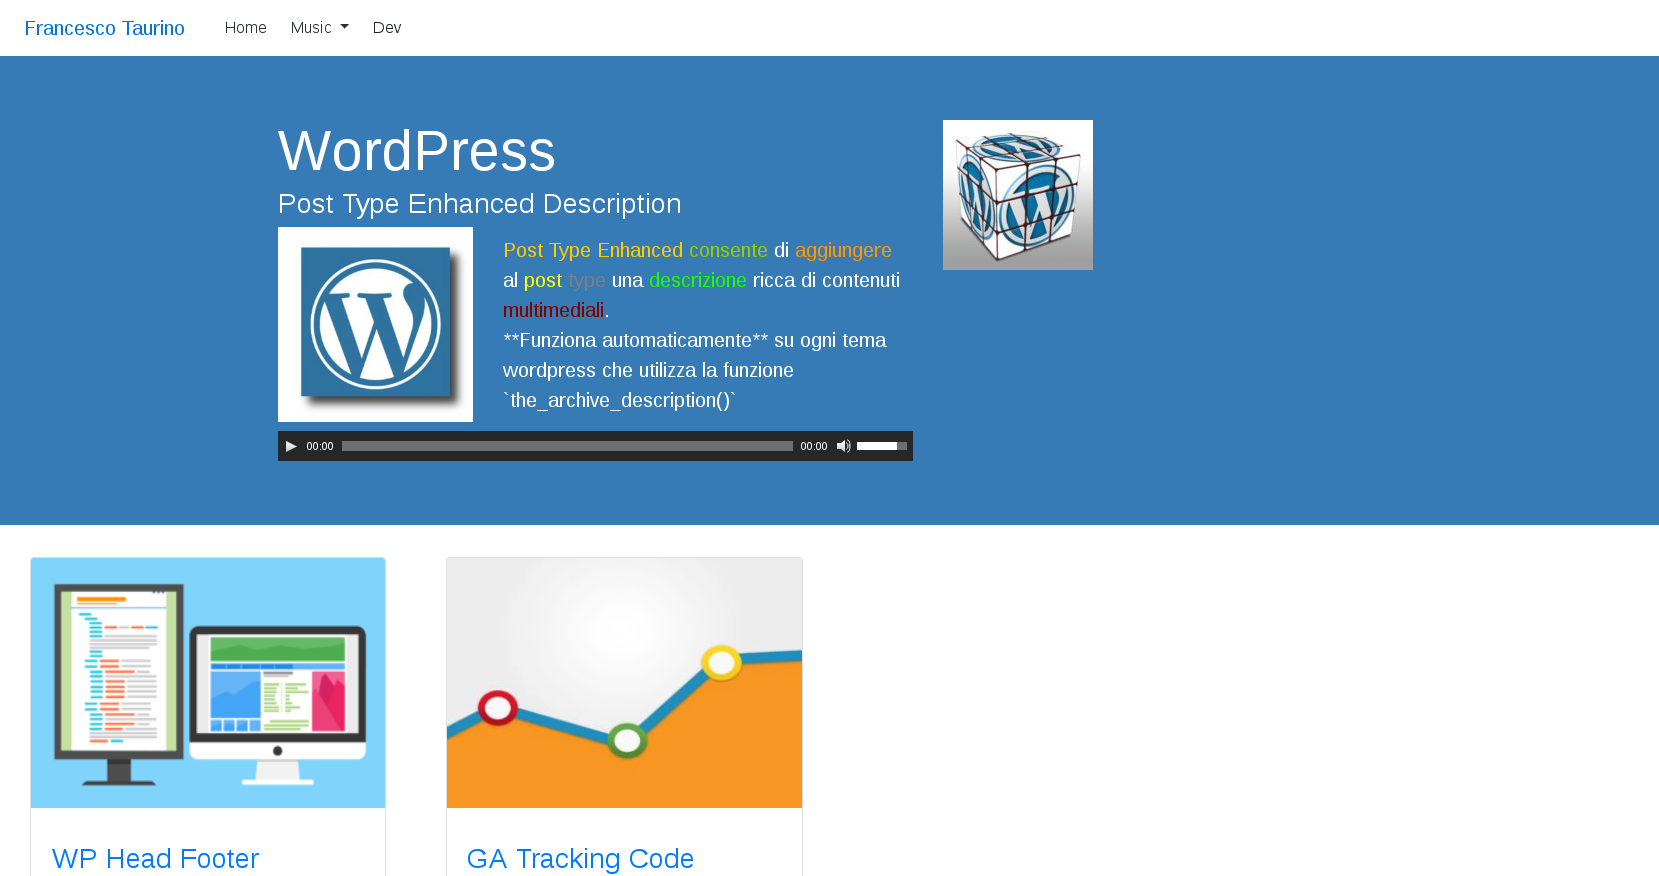 Francesco Taurino
Home
Music
Dev
WordPress
Post Type Enhanced Description
Post Type Enhanced consente di aggiungere
al post type una descrizione ricca di contenuti
multimediali.
**Funziona automaticamente** su ogni tema
wordpress che utilizza la funzione
`the_archive_description()`
00:00
00:00
WP Head Footer
GA Tracking Code